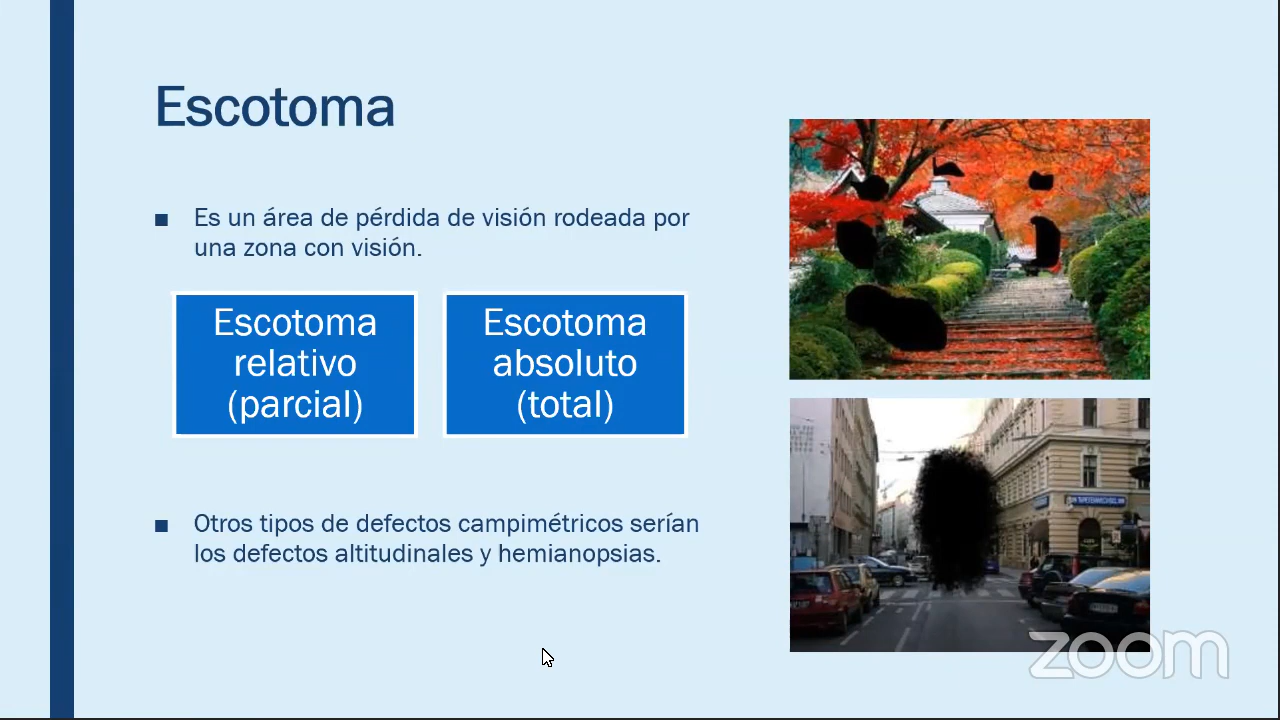 Escotoma
■ Es un área de pérdida de visión rodeada por
una zona con visión.
Escotoma
relativo
(parcial)
Escotoma
absoluto
(total)
■ Otros tipos de defectos campimétricos serían
los defectos altitudinales y hemianopsias.
zoom